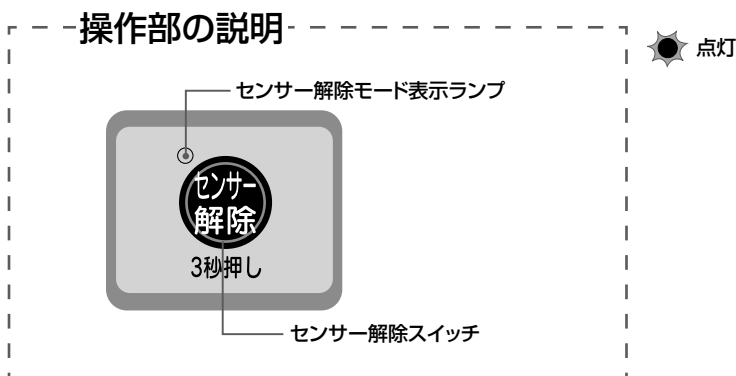 操作部の説明
点灯
センサー解除モード表示ランプ
センサー
解除
3秒押し
センサー解除スイッチ